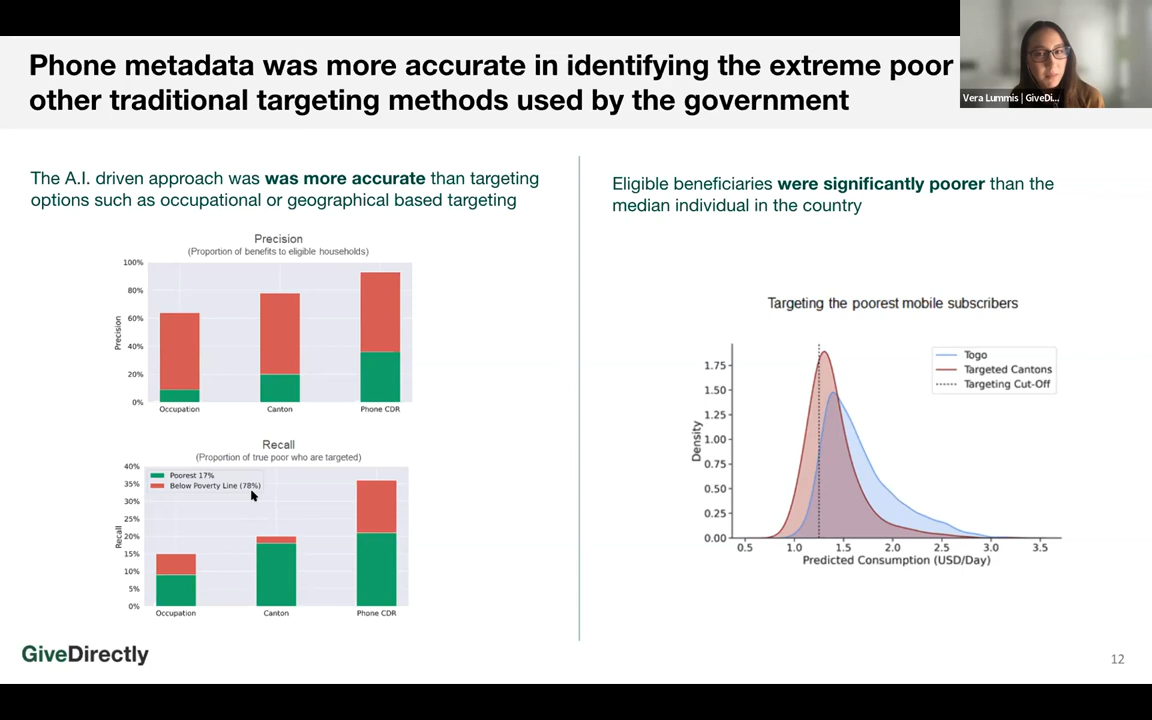 Phone metadata was more accurate in identifying the extreme poor
other traditional targeting methods used by the government
Vera Lummis | GiveDi...
The A.I. driven approach was was more accurate than targeting
options such as occupational or geographical based targeting
Precision
(Proportion of benefits to eligible households)
100%
80%
60%
40%
20%
0%
Precision
Occupation Canton Phone CDR
Recall
(Proportion of true poor who are targeted)
40%
35%
30%
25%
20%
15%
10%
5%
0%
Recall
Poorest 17%
Below Poverty Line (78%)
Occupation Canton Phone CDR
Eligible beneficiaries were significantly poorer than the
median individual in the country
Targeting the poorest mobile subscribers
1.75
1.50
1.25
1.00
0.75
0.50
0.25
0.00
Density
Togo
Targeted Cantons
Targeting Cut-Off
0.5 1.0 1.5 2.0 2.5 3.0 3.5
Predicted Consumption (USD/Day)
GiveDirectly
12